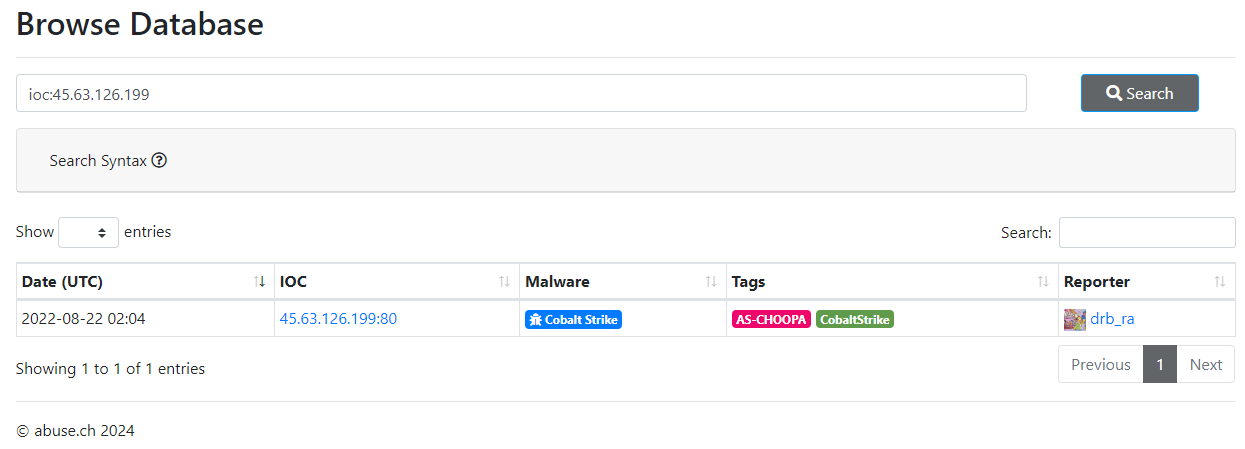 Browse Database
ioc:45.63.126.199
Search
Search Syntax
Show entries
Search:
Date (UTC) IOC Malware Tags Reporter
2022-08-22 02:04 45.63.126.199:80 Cobalt Strike AS-CHOOPA CobaltStrike drb_ra
Showing 1 to 1 of 1 entries
Previous 1 Next
© abuse.ch 2024